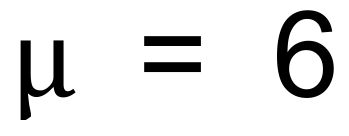 μ = 6